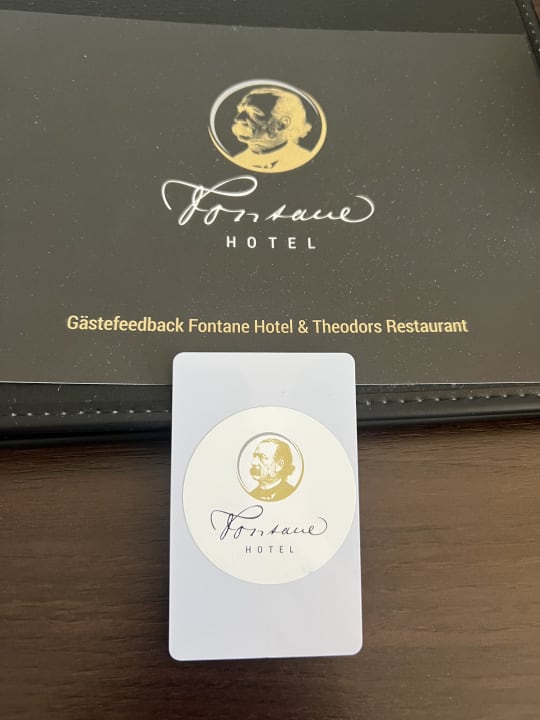 Fontane
HOTEL
Gästefeedback Fontane Hotel & Theodors Restaurant
Fontane
HOTEL